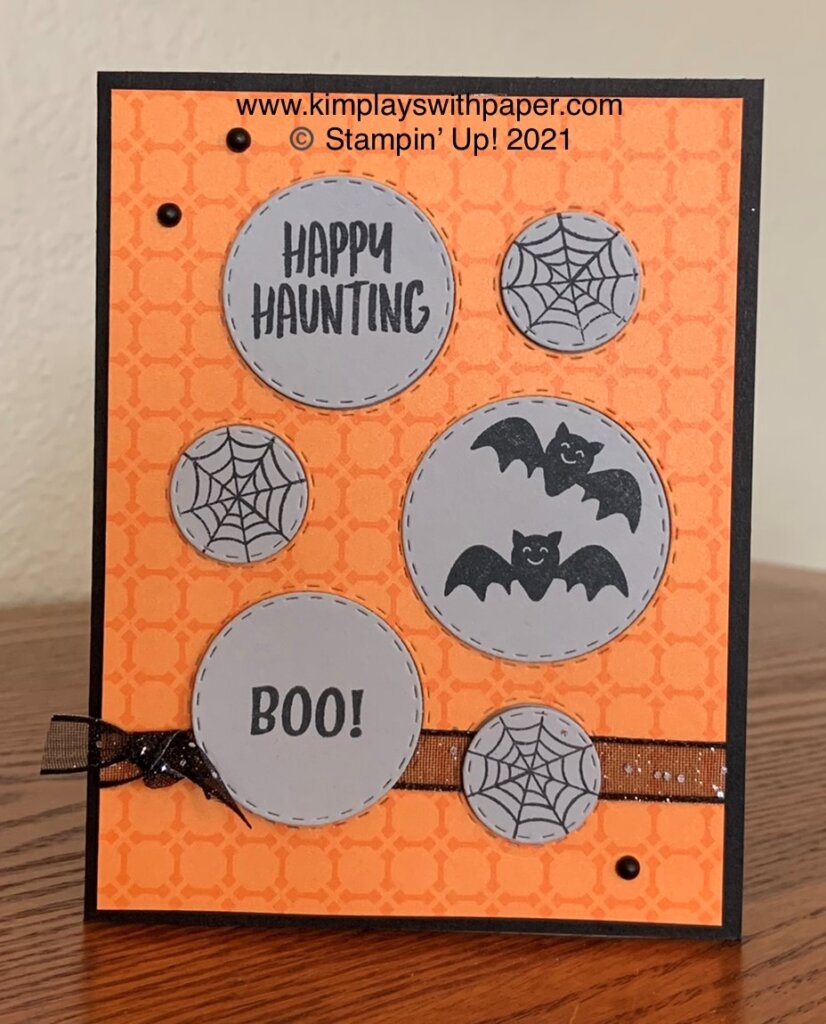 www.kimplayswithpaper.com
© Stampin' Up! 2021
HAPPY
HAUNTING
BOO!